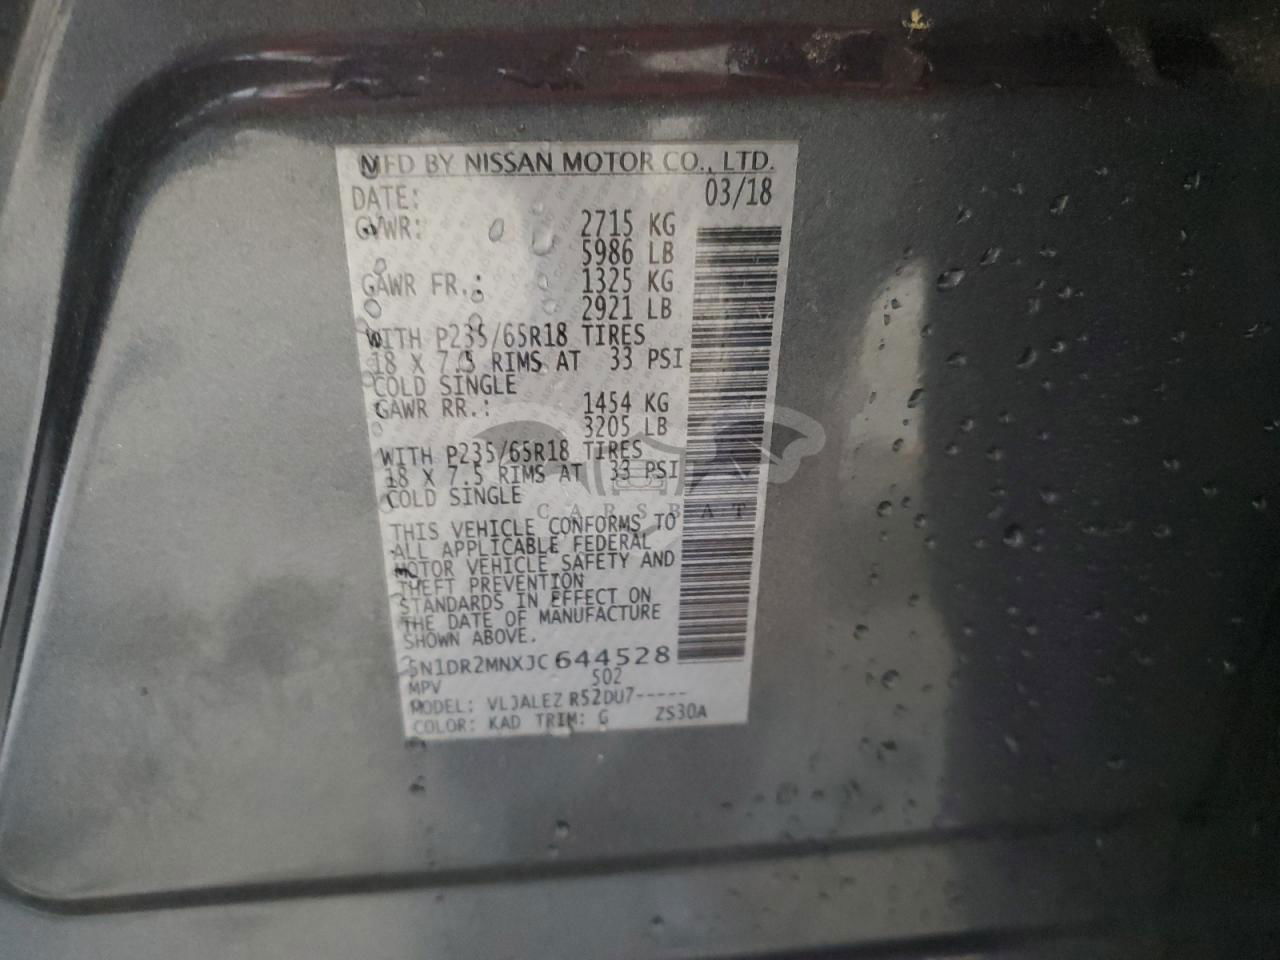 MFD BY NISSAN MOTOR CO., LTD.
DATE: 03/18
GVWR: 2715 KG
5986 LB
GAWR FR.: 1325 KG
2921 LB
WITH P235/65R18 TIRES
18 X 7.5 RIMS AT 33 PSI
COLD SINGLE
GAWR RR.: 1454 KG
3205 LB
WITH P235/65R18 TIRES
18 X 7.5 RIMS AT 33 PSI
COLD SINGLE
CARSBAT
THIS VEHICLE CONFORMS TO
ALL APPLICABLE FEDERAL
MOTOR VEHICLE SAFETY AND
THEFT PREVENTION
STANDARDS IN EFFECT ON
THE DATE OF MANUFACTURE
SHOWN ABOVE.
5N1DR2MNXJC644528
MPV S02
MODEL: VLJALEZ R52DU7-----
COLOR: KAD TRIM: G ZS30A